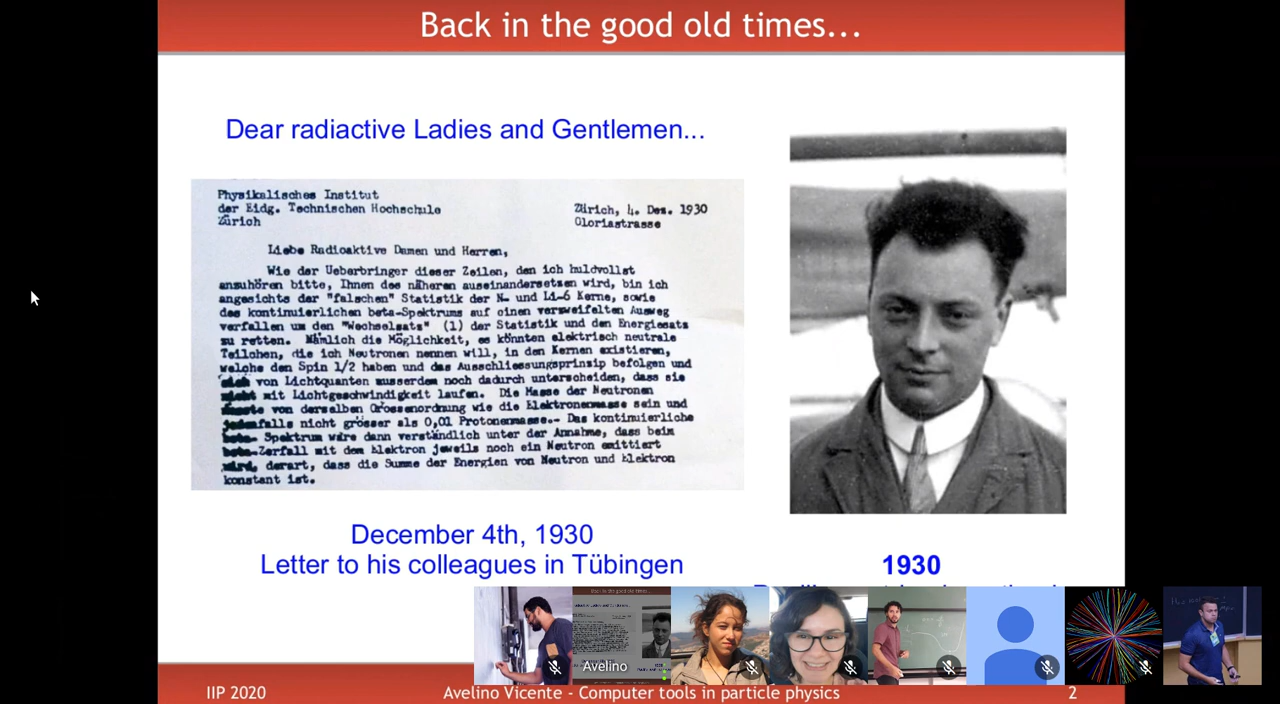 Back in the good old times...
Dear radiactive Ladies and Gentlemen...
Physikalisches Institut
der Eidg. Technischen Hochschule
Zürich
Zürich, 4. Des. 1930
Gloriastrasse
Liebe Radioaktive Damen und Herren,
Wie der Ueberbringer dieser Zeilen, den ich huldvollst
anzuhören bitte, Ihnen des näheren auseinandersetzen wird, bin ich
angesichts der "falschen" Statistik der N- und Li-6 Kerne, sowie
des kontinuierlichen beta-Spektrums auf einen verzweifelten Ausweg
verfallen um den "Wechselsatz" (1) der Statistik und den Energiesatz
zu retten. Nämlich die Möglichkeit, es könnten elektrisch neutrale
Teilchen, die ich Neutronen nennen will, in den Kernen existieren,
welche den Spin 1/2 haben und das Ausschliessungsprinzip befolgen und
von Lichtquanten ausserdem noch dadurch unterscheiden, dass sie
nicht mit Lichtgeschwindigkeit laufen. Die Masse der Neutronen
von derselben Grossenordnung wie die Elektronenmasse sein und
jedenfalls nicht grösser als 0,01 Protonenmasse.- Das kontinuierliche
beta- Spektrum wäre dann verständlich unter der Annahme, dass beim
beta-Zerfall mit dem Elektron jeweils noch ein Neutron emittiert
wird, derart, dass die Summe der Energien von Neutron und Elektron
konstant ist.
December 4th, 1930
Letter to his colleagues in Tübingen
1930
Avelino
IIP 2020
Avelino Vicente - Computer tools in particle physics
2